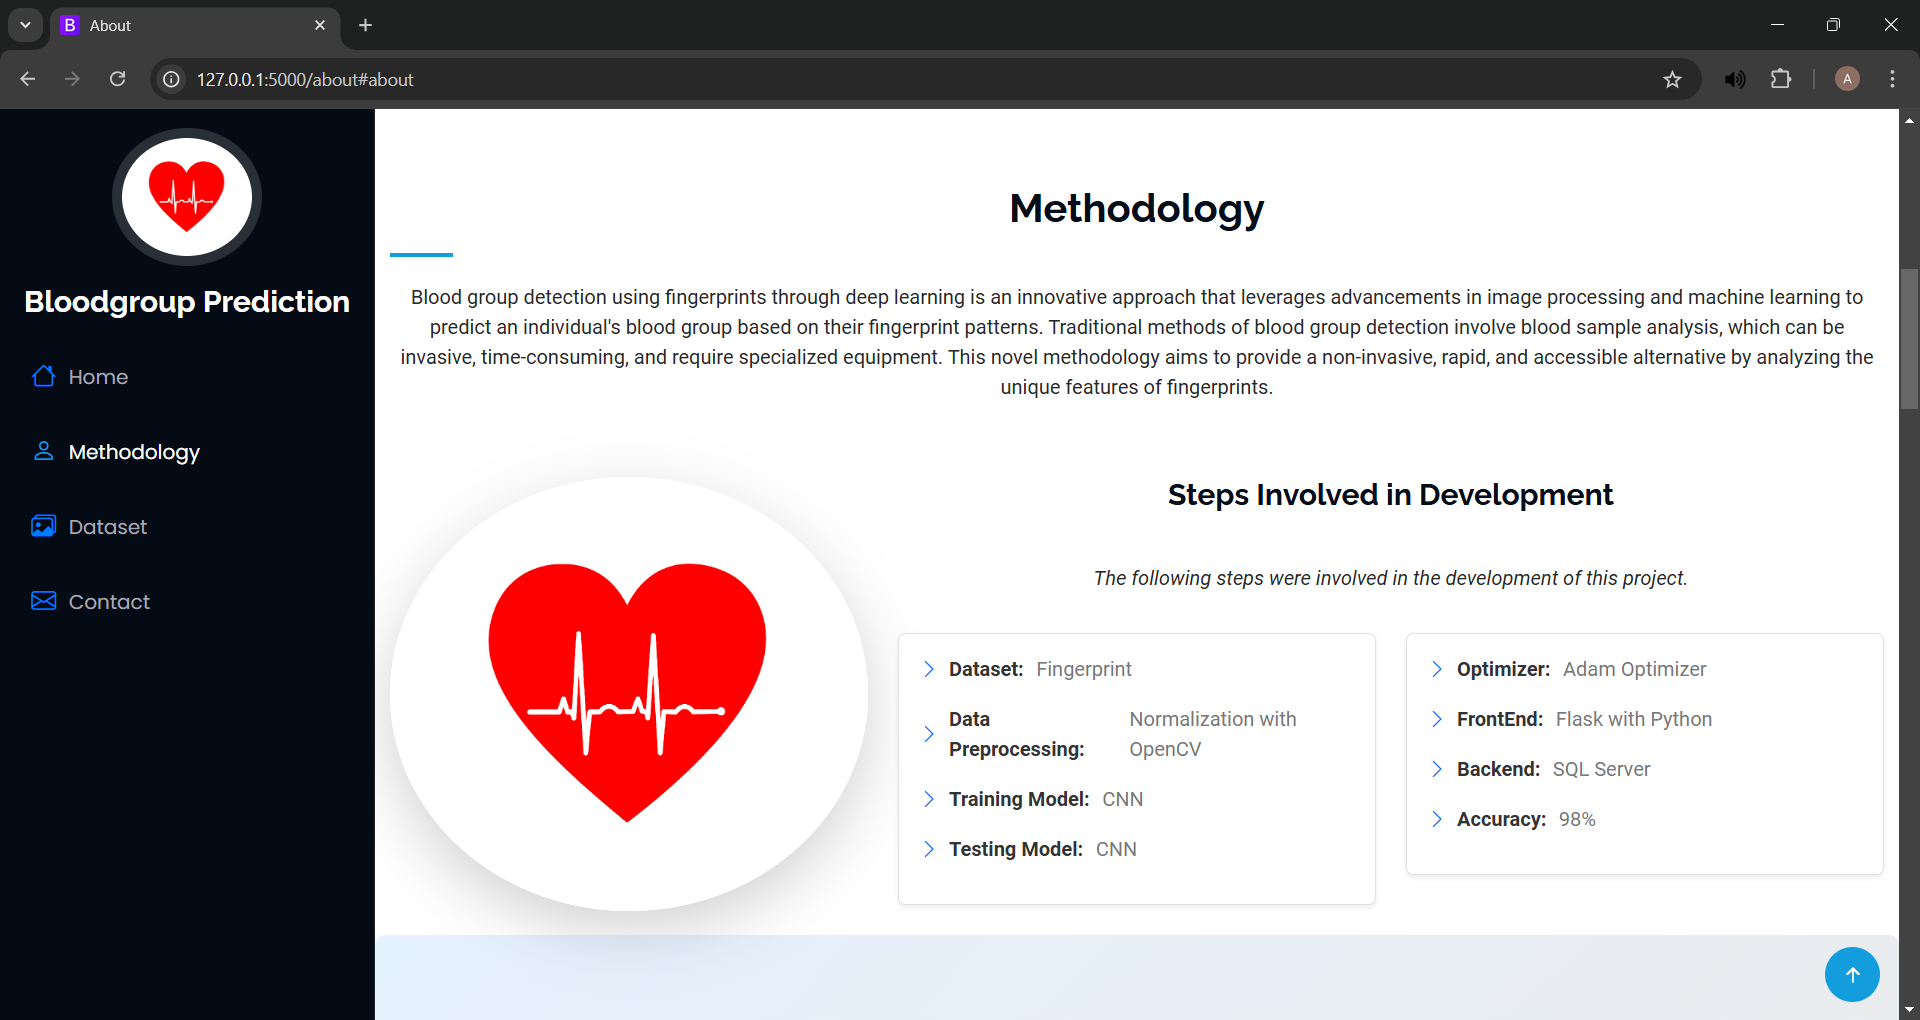 B About
127.0.0.1:5000/about#about
A
Bloodgroup Prediction
Home
Methodology
Dataset
Contact
Methodology
Blood group detection using fingerprints through deep learning is an innovative approach that leverages advancements in image processing and machine learning to
predict an individual's blood group based on their fingerprint patterns. Traditional methods of blood group detection involve blood sample analysis, which can be
invasive, time-consuming, and require specialized equipment. This novel methodology aims to provide a non-invasive, rapid, and accessible alternative by analyzing the
unique features of fingerprints.
Steps Involved in Development
The following steps were involved in the development of this project.
Dataset: Fingerprint
Data Preprocessing: Normalization with OpenCV
Training Model: CNN
Testing Model: CNN
Optimizer: Adam Optimizer
FrontEnd: Flask with Python
Backend: SQL Server
Accuracy: 98%